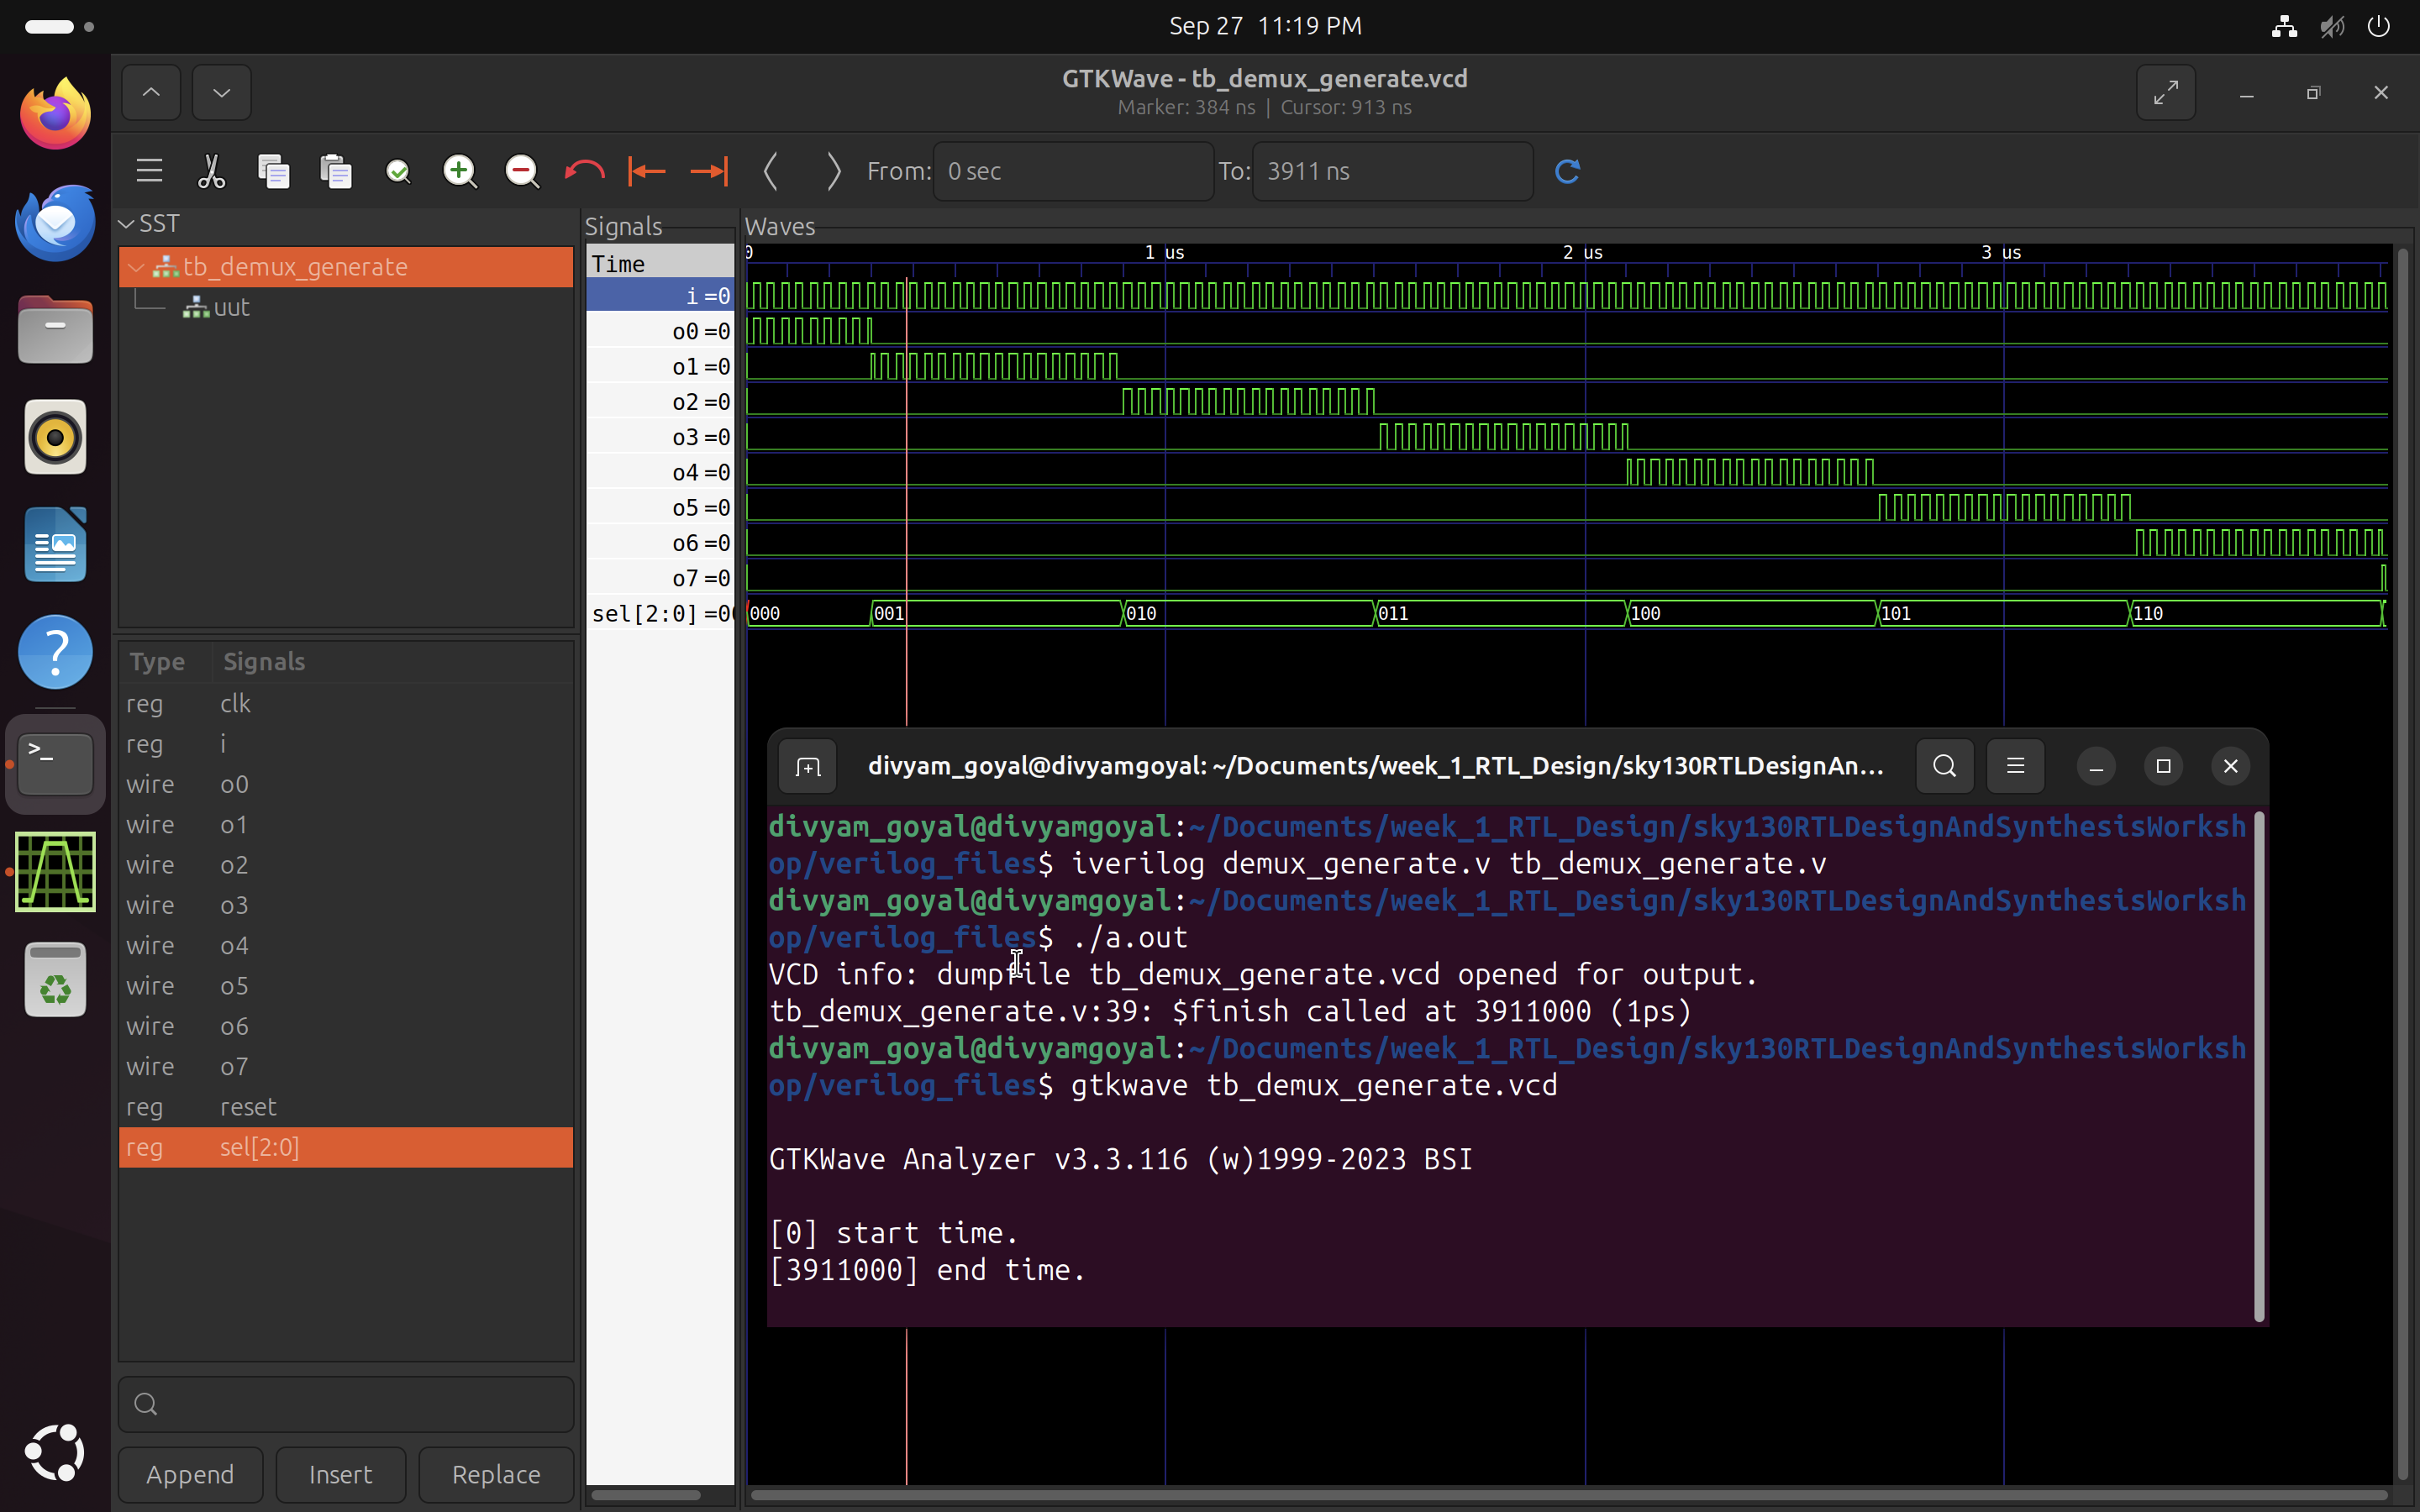 Sep 27 11:19 PM
GTKWave - tb_demux_generate.vcd
Marker: 384 ns | Cursor: 913 ns
From: 0 sec To: 3911 ns
SST
tb_demux_generate
uut
Type Signals
reg clk
reg i
wire o0
wire o1
wire o2
wire o3
wire o4
wire o5
wire o6
wire o7
reg reset
reg sel[2:0]
Append Insert Replace
Signals
Time
i =0
o0 =0
o1 =0
o2 =0
o3 =0
o4 =0
o5 =0
o6 =0
o7 =0
sel[2:0] =00
Waves
0 1 us 2 us 3 us
000 001 010 011 100 101 110
divyam_goyal@divyamgoyal: ~/Documents/week_1_RTL_Design/sky130RTLDesignAn...
divyam_goyal@divyamgoyal:~/Documents/week_1_RTL_Design/sky130RTLDesignAndSynthesisWorksh
op/verilog_files$ iverilog demux_generate.v tb_demux_generate.v
divyam_goyal@divyamgoyal:~/Documents/week_1_RTL_Design/sky130RTLDesignAndSynthesisWorksh
op/verilog_files$ ./a.out
VCD info: dumpfile tb_demux_generate.vcd opened for output.
tb_demux_generate.v:39: $finish called at 3911000 (1ps)
divyam_goyal@divyamgoyal:~/Documents/week_1_RTL_Design/sky130RTLDesignAndSynthesisWorksh
op/verilog_files$ gtkwave tb_demux_generate.vcd
GTKWave Analyzer v3.3.116 (w)1999-2023 BSI
[0] start time.
[3911000] end time.